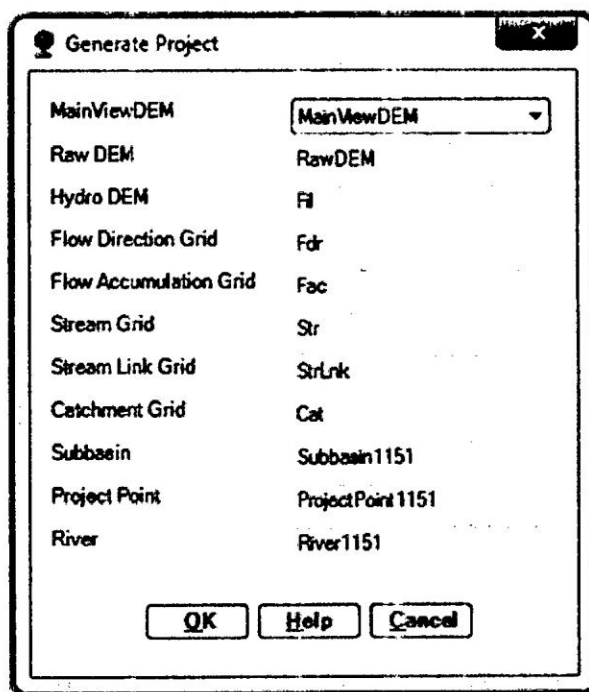 Generate Project
MainViewDEM MainViewDEM
Raw DEM RawDEM
Hydro DEM Fil
Flow Direction Grid Fdr
Flow Accumulation Grid Fac
Stream Grid Str
Stream Link Grid StrLnk
Catchment Grid Cat
Subbasin Subbasin1151
Project Point ProjectPoint1151
River River1151
OK Help Cancel